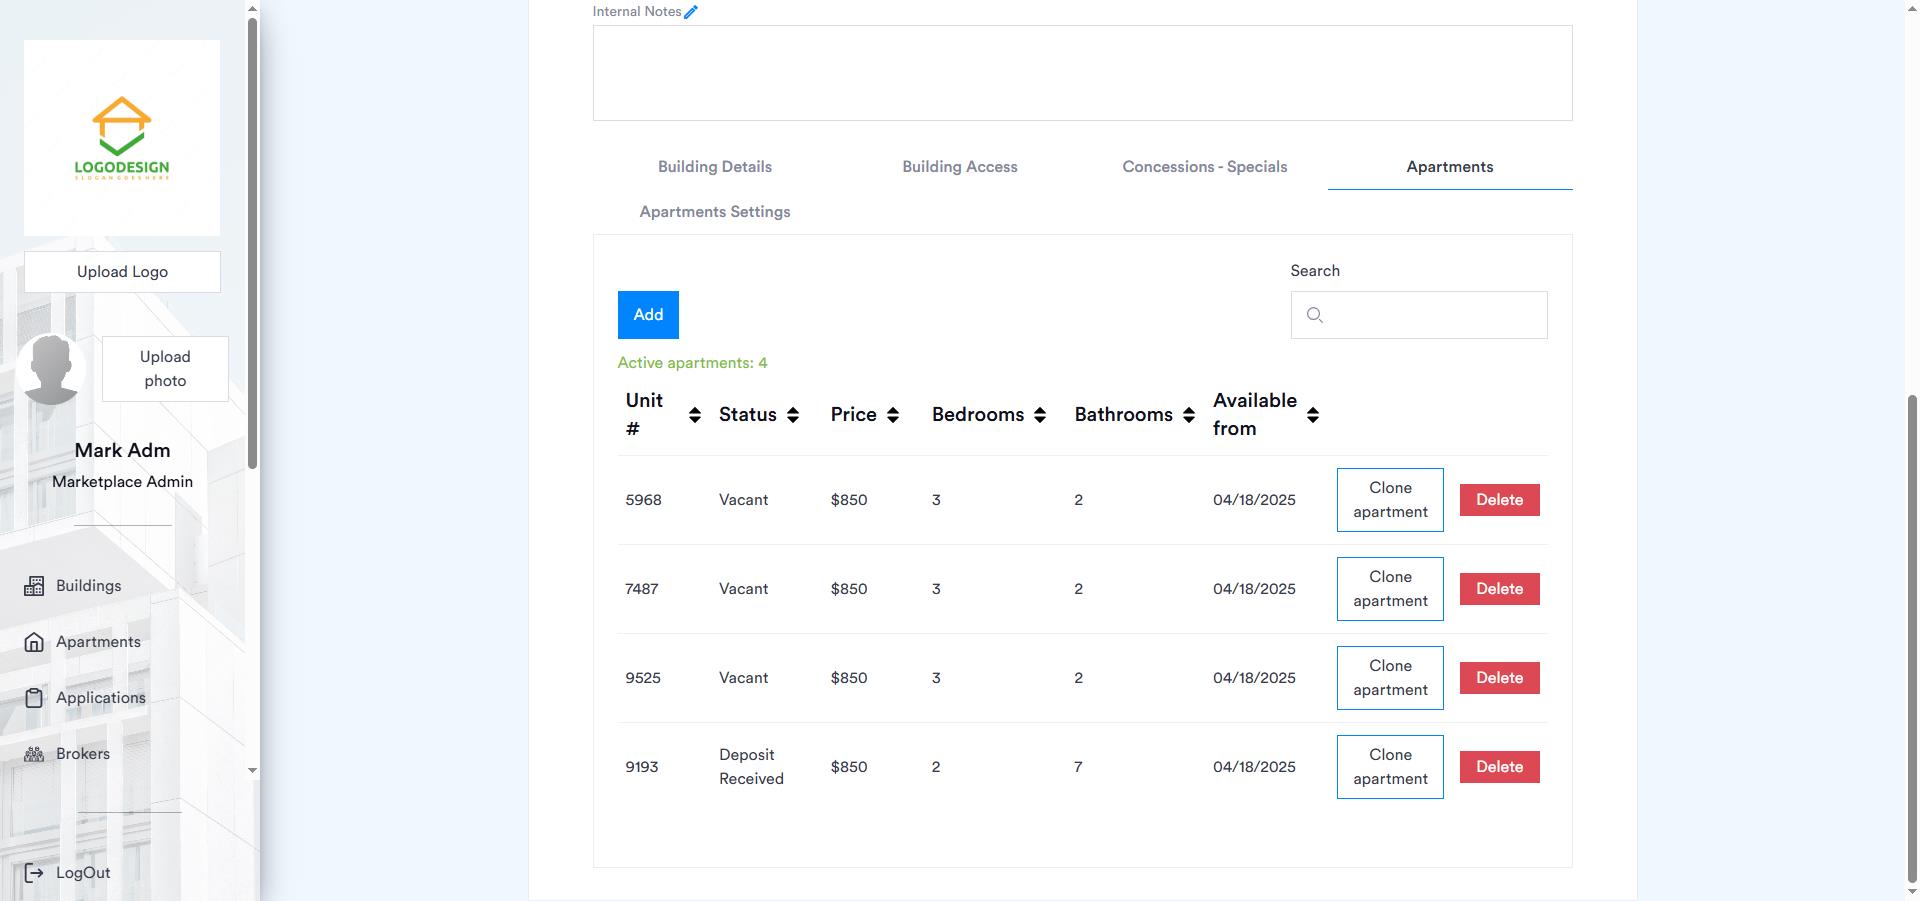 Internal Notes
LOGODESIGN
SLOGANGOESHERE
Upload Logo
Upload
photo
Mark Adm
Marketplace Admin
Buildings
Apartments
Applications
Brokers
LogOut
Building Details
Building Access
Concessions - Specials
Apartments
Apartments Settings
Search
Add
Active apartments: 4
Unit
#
Status
Price
Bedrooms
Bathrooms
Available
from
5968 Vacant $850 3 2 04/18/2025
Clone
apartment
Delete
7487 Vacant $850 3 2 04/18/2025
Clone
apartment
Delete
9525 Vacant $850 3 2 04/18/2025
Clone
apartment
Delete
9193
Deposit
Received
$850 2 7 04/18/2025
Clone
apartment
Delete